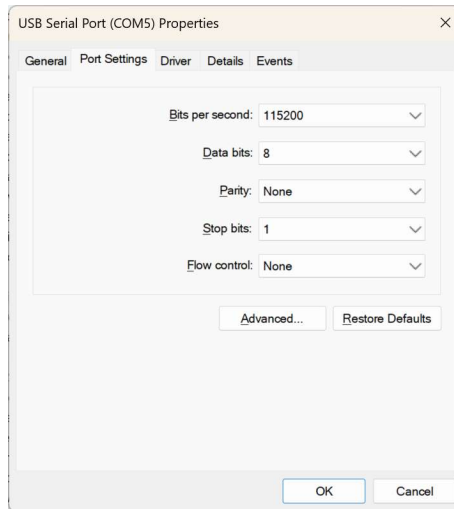 USB Serial Port (COM5) Properties
General Port Settings Driver Details Events
Bits per second: 115200
Data bits: 8
Parity: None
Stop bits: 1
Flow control: None
Advanced... Restore Defaults
OK Cancel